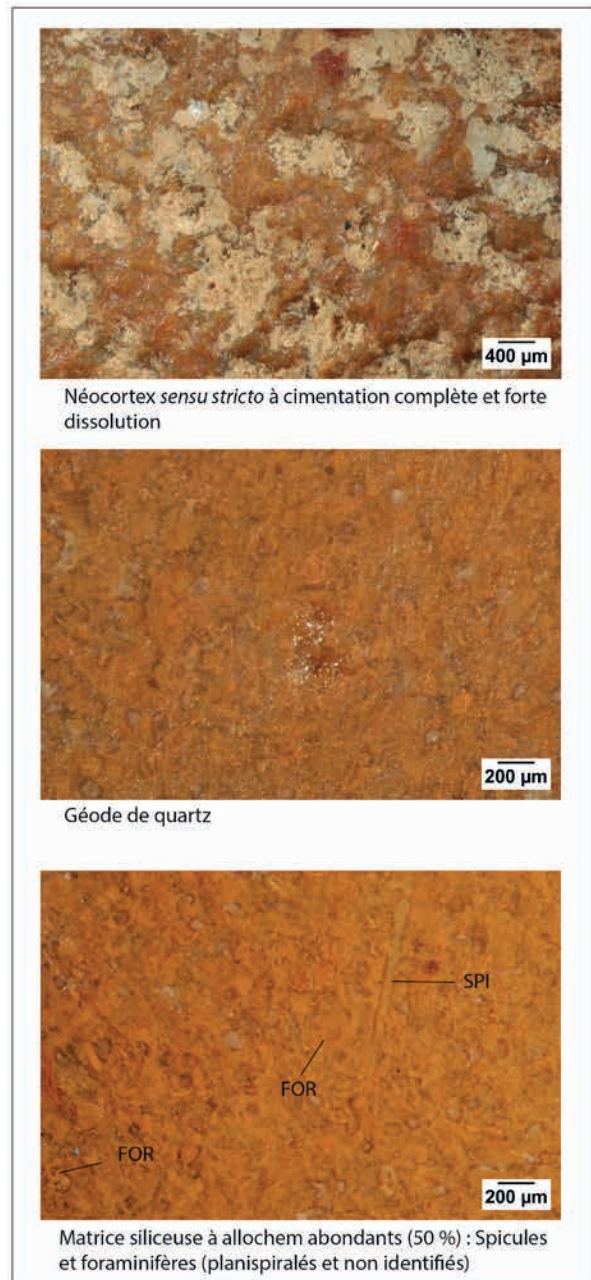 400 µm
Néocortex sensu stricto à cimentation complète et forte
dissolution
200 µm
Géode de quartz
SPI
FOR
FOR
200 µm
Matrice siliceuse à allochem abondants (50 %) : Spicules
et foraminifères (planispiralés et non identifiés)